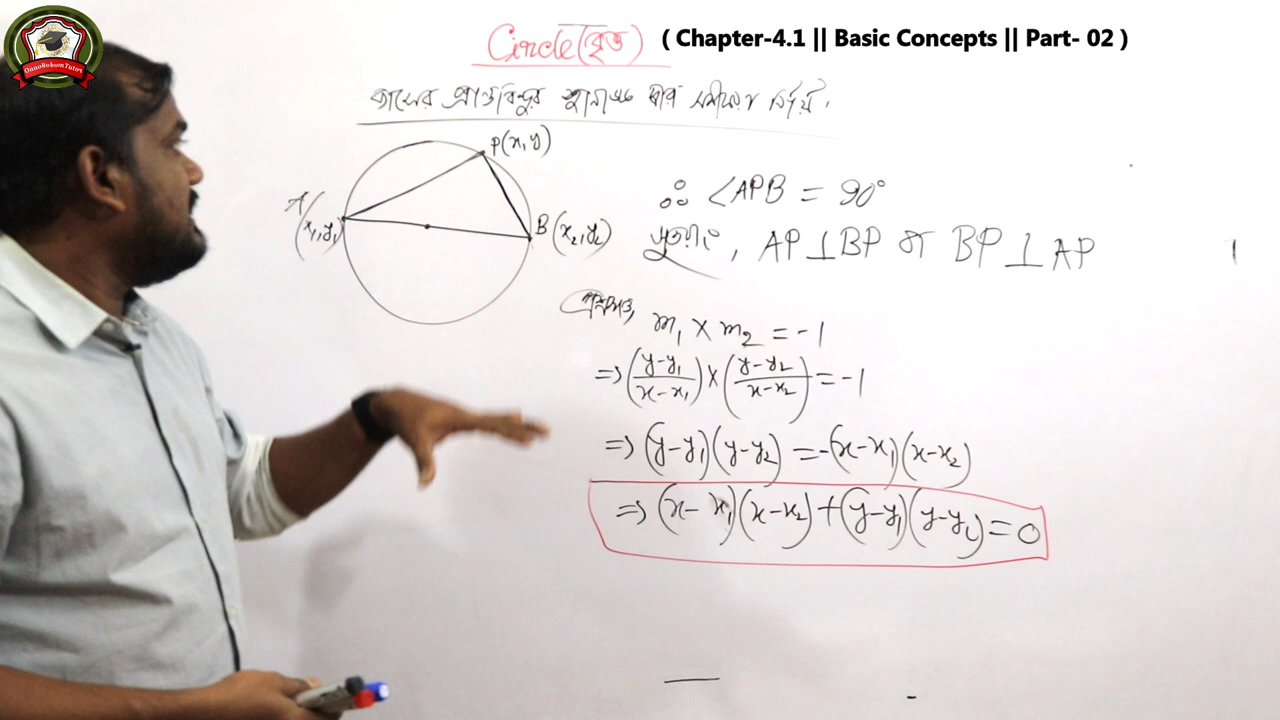 OnnoRokomTutor
Circle (বৃত্ত) ( Chapter-4.1 || Basic Concepts || Part- 02 )
ব্যাসের প্রান্তবিন্দুর স্থানাঙ্ক দ্বারা সমীকরণ নির্ণয়।
P(x, y)
A (x₁, y₁)
B (x₂, y₂)
∴ ∠APB = 90°
সুতরাং, AP⊥BP বা BP⊥AP
m₁ × m₂ = -1
⇒ (y-y₁/x-x₁) × (y-y₂/x-x₂) = -1
⇒ (y-y₁)(y-y₂) = -(x-x₁)(x-x₂)
⇒ (x-x₁)(x-x₂) + (y-y₁)(y-y₂) = 0